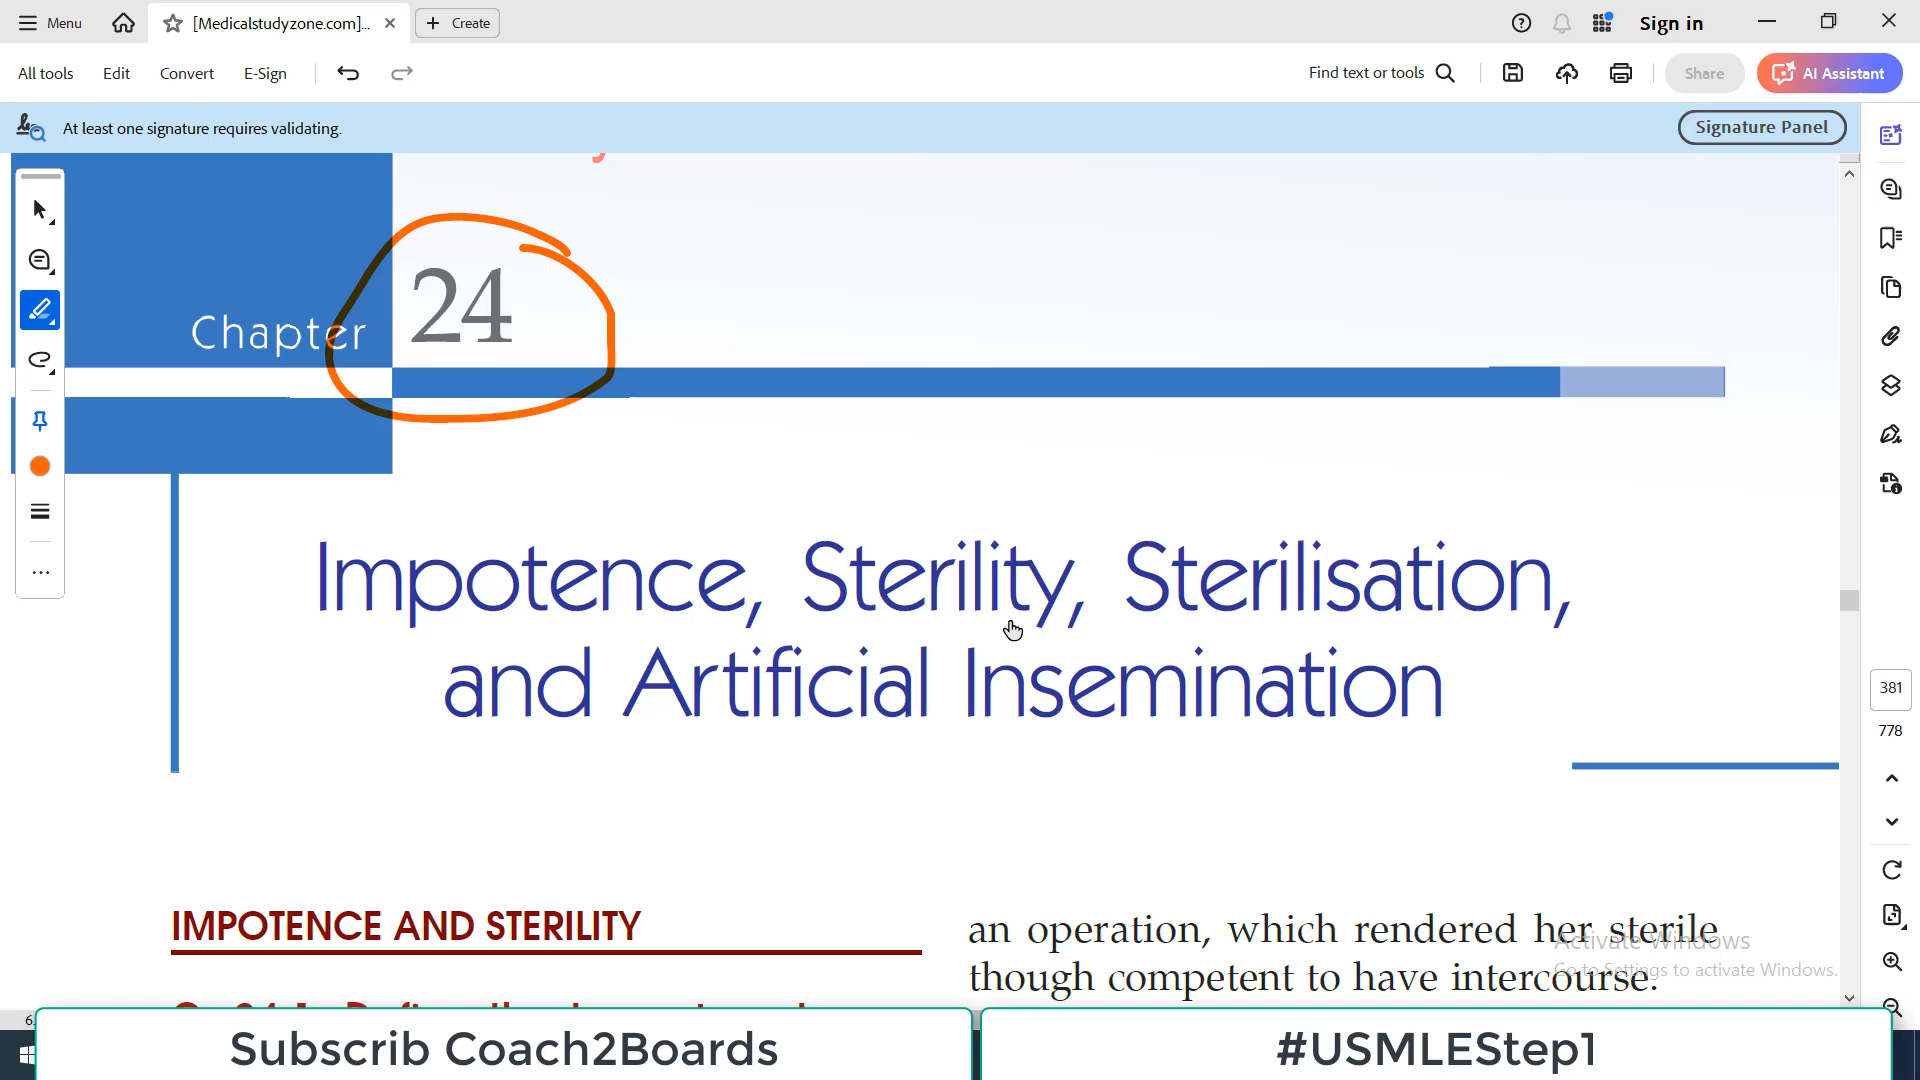 Menu
[Medicalstudyzone.com]...
Create
Sign in
All tools
Edit
Convert
E-Sign
Find text or tools
Share
AI Assistant
At least one signature requires validating.
Signature Panel
Chapter 24
Impotence, Sterility, Sterilisation,
and Artificial Insemination
381
778
IMPOTENCE AND STERILITY
an operation, which rendered her sterile
though competent to have intercourse.
Activate Windows
Go to Settings to activate Windows.
Subscrib Coach2Boards
#USMLEStep1